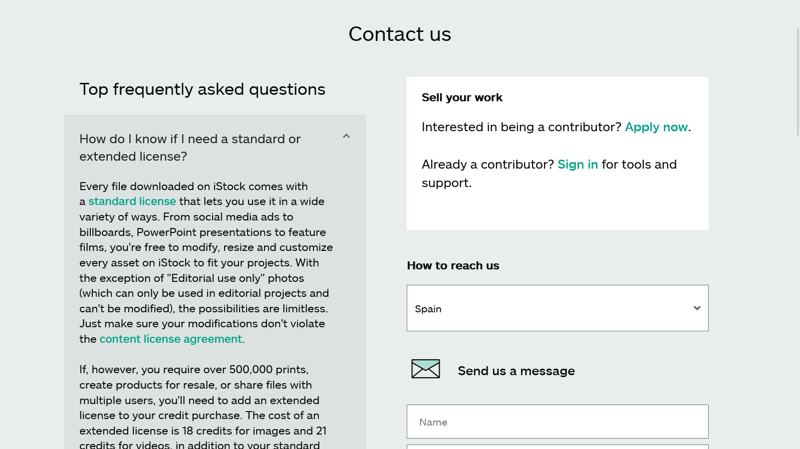 Contact us
Top frequently asked questions
How do I know if I need a standard or
extended license?
Every file downloaded on iStock comes with
a standard license that lets you use it in a wide
variety of ways. From social media ads to
billboards, PowerPoint presentations to feature
films, you're free to modify, resize and customize
every asset on iStock to fit your projects. With
the exception of "Editorial use only" photos
(which can only be used in editorial projects and
can't be modified), the possibilities are limitless.
Just make sure your modifications don't violate
the content license agreement.
If, however, you require over 500,000 prints,
create products for resale, or share files with
multiple users, you'll need to add an extended
license to your credit purchase. The cost of an
extended license is 18 credits for images and 21
credits for videos, in addition to your standard
Sell your work
Interested in being a contributor? Apply now.
Already a contributor? Sign in for tools and
support.
How to reach us
Spain
Send us a message
Name